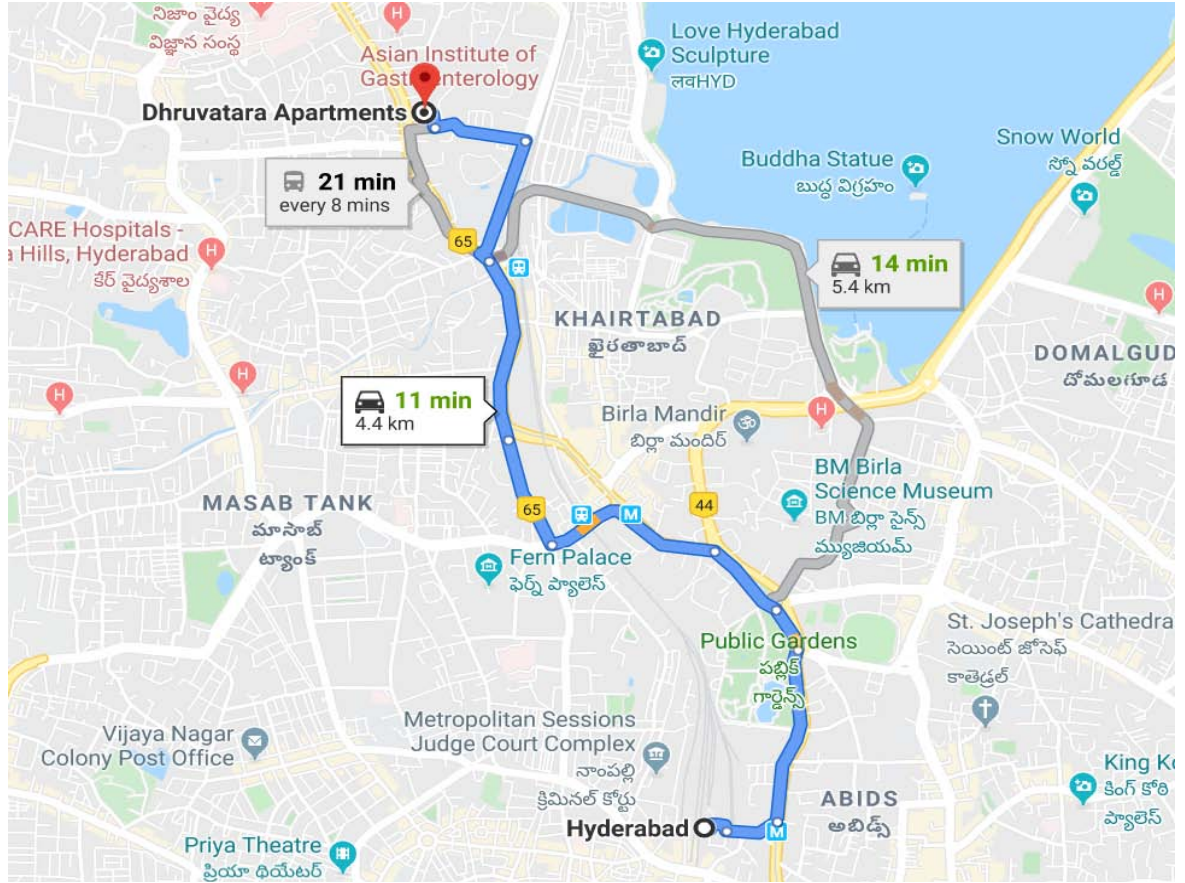 నిజాం వైద్య
విజ్ఞాన సంస్థ
H
Asian Institute of
Gast enterology
Love Hyderabad
Sculpture
लवHYD
Dhruvatara Apartments
Snow World
స్నో వరల్డ్
Buddha Statue
బుద్ధ విగ్రహం
21 min
every 8 mins
CARE Hospitals -
a Hills, Hyderabad
కేర్ వైద్యశాల
H
65
14 min
5.4 km
H
KHAIRTABAD
ఖైరతాబాద్
DOMALGUD
దోమలగూడ
H
H
11 min
4.4 km
Birla Mandir
బిర్లా మందిర్
H
BM Birla
Science Museum
BM బిర్లా సైన్స్
మ్యుజియమ్
MASAB TANK
మాసాబ్
ట్యాంక్
65
M
44
Fern Palace
ఫెర్న్ ప్యాలెస్
St. Joseph's Cathedra
సెయింట్ జోసెఫ్
కాతెడ్రల్
Public Gardens
పబ్లిక్
గార్డెన్స్
Metropolitan Sessions
Judge Court Complex
నాంపల్లి
క్రిమినల్ కోర్టు
Vijaya Nagar
Colony Post Office
King Ko
కింగ్ కోఠి
ప్యాలెస్
ABIDS
అబిడ్స్
Hyderabad
M
Priya Theatre
ప్రియా థియేటర్